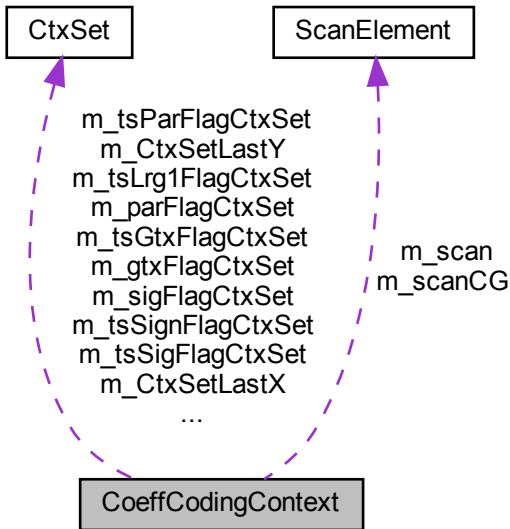 CtxSet
ScanElement
m_tsParFlagCtxSet
m_CtxSetLastY
m_tsLrg1FlagCtxSet
m_parFlagCtxSet
m_tsGtxFlagCtxSet
m_gtxFlagCtxSet
m_sigFlagCtxSet
m_tsSignFlagCtxSet
m_tsSigFlagCtxSet
m_CtxSetLastX
...
m_scan
m_scanCG
CoeffCodingContext